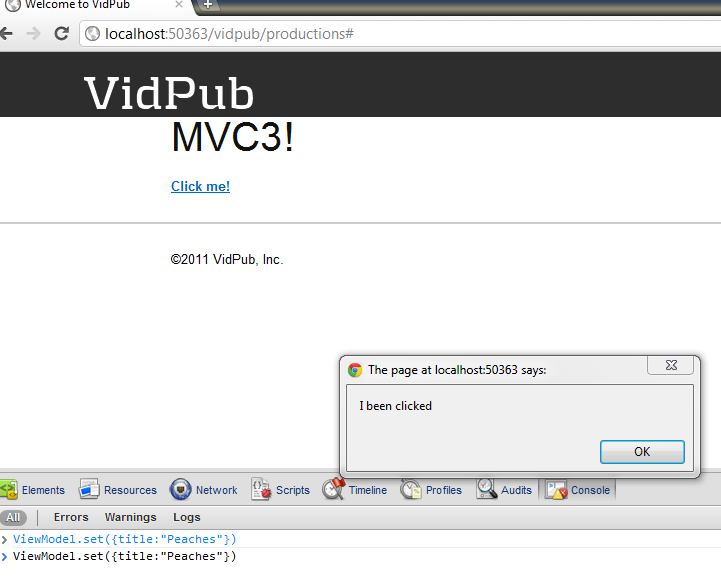 Welcome to VidPub
localhost:50363/vidpub/productions#
VidPub
MVC3!
Click me!
©2011 VidPub, Inc.
The page at localhost:50363 says:
I been clicked
OK
Elements Resources Network Scripts Timeline Profiles Audits Console
All Errors Warnings Logs
> ViewModel.set({title:"Peaches"})
> ViewModel.set({title:"Peaches"})